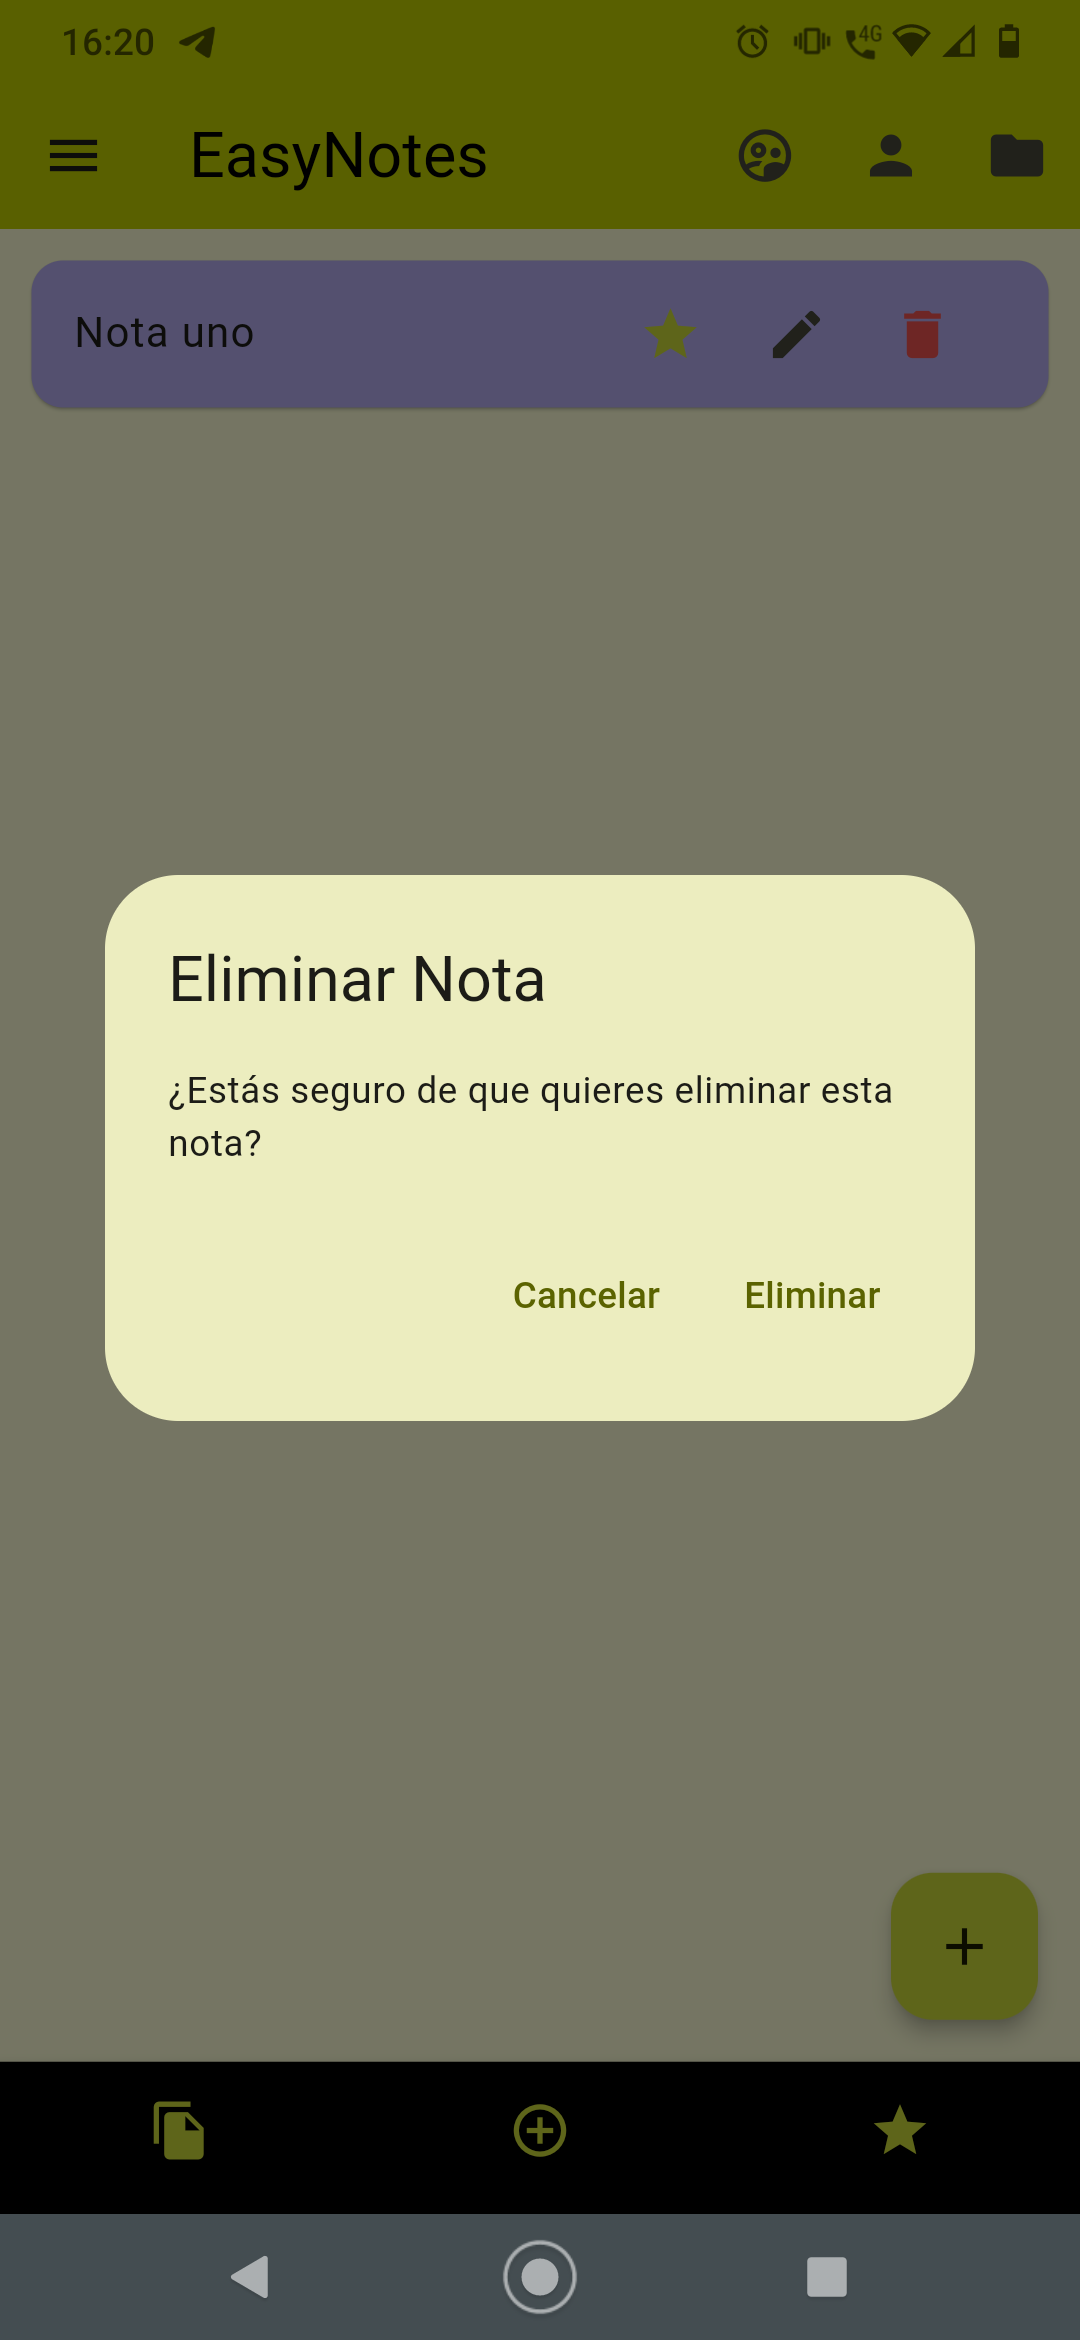 16:20
4G
EasyNotes
Nota uno
Eliminar Nota
¿Estás seguro de que quieres eliminar esta
nota?
Cancelar Eliminar